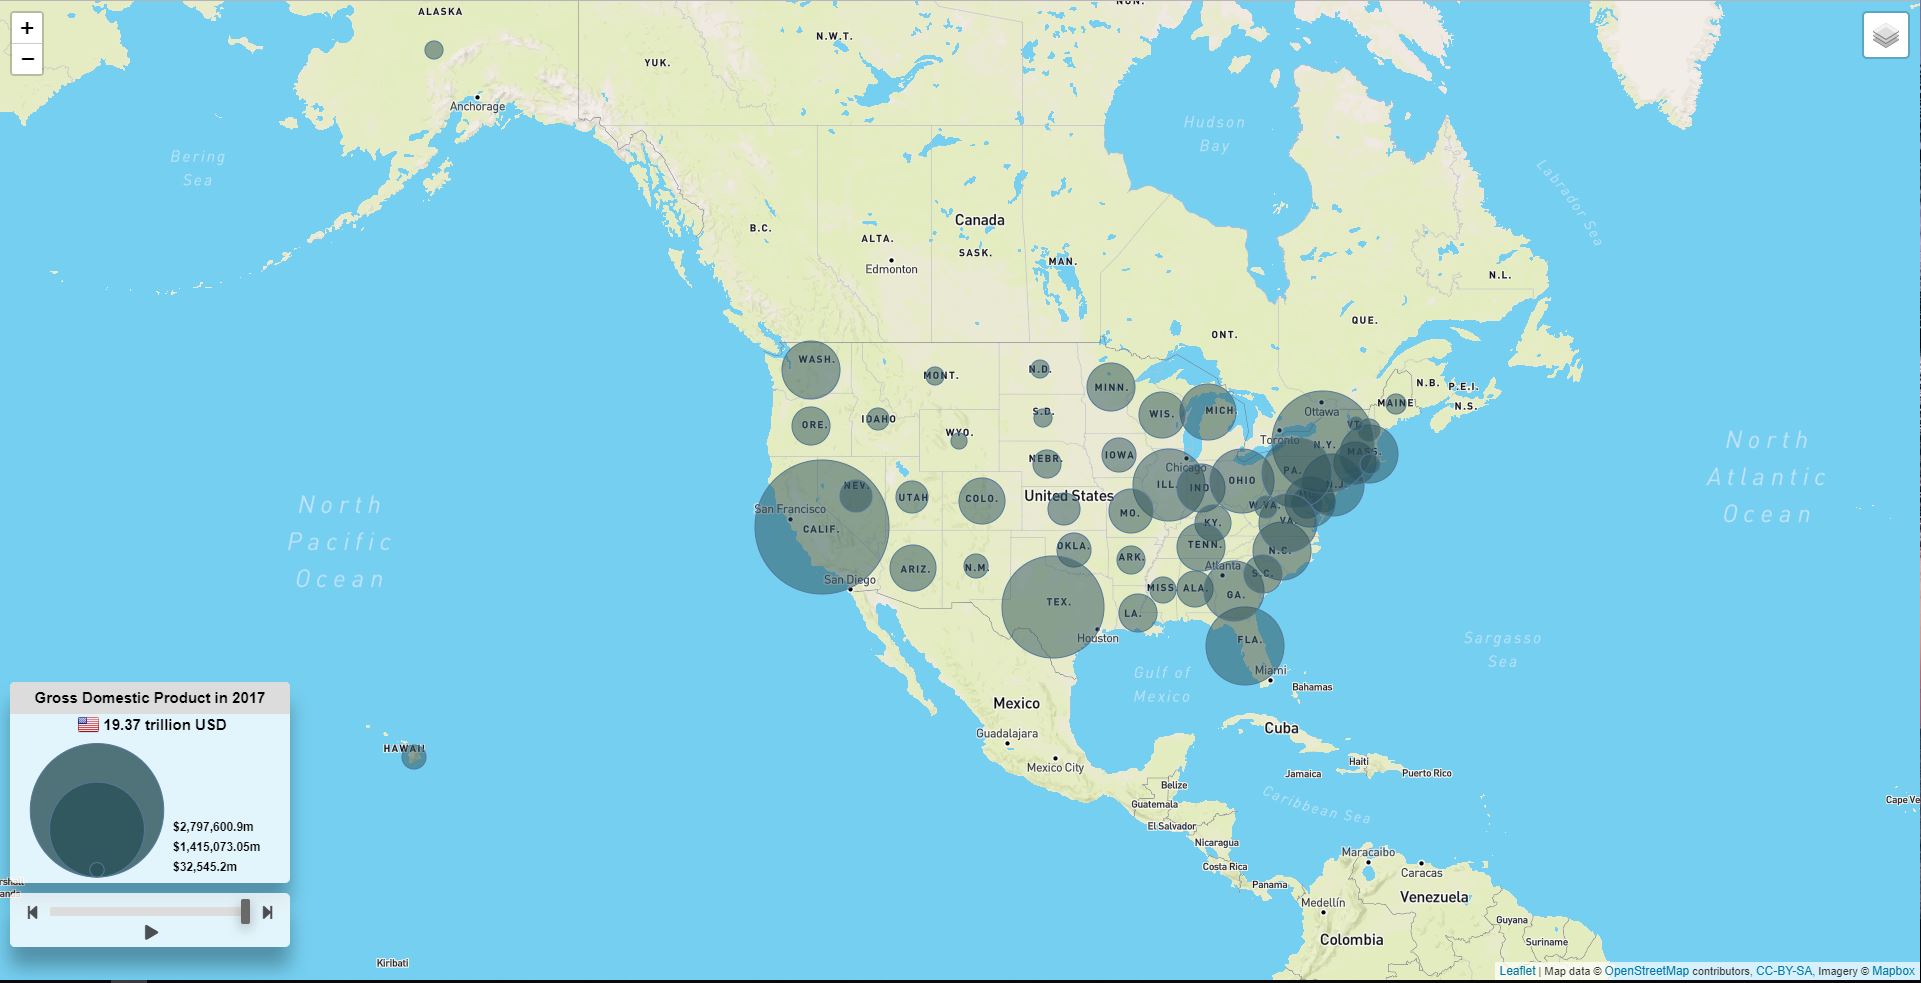 ALASKA
NUN.
+
−
N.W.T.
YUK.
Anchorage
Hudson
Bay
Bering
Sea
Labrador Sea
Canada
B.C.
ALTA.
SASK.
MAN.
Edmonton
N.L.
QUE.
ONT.
WASH.
MONT.
N.D.
MINN.
N.B.
P.E.I.
N.S.
MAINE
ORE.
IDAHO
S.D.
WIS.
MICH.
Ottawa
VT.
WYO.
Toronto
N.Y.
MASS.
NEBR.
IOWA
Chicago
PA.
NEV.
UTAH
COLO.
United States
ILL.
IND
OHIO
N.J
North
Atlantic
Ocean
North
Pacific
Ocean
San Francisco
CALIF.
MO.
KY.
W.VA.
VA.
OKLA.
ARK.
TENN.
N.C.
ARIZ.
N.M.
Atlanta
S.C.
San Diego
MISS.
ALA.
GA.
TEX.
LA.
Houston
FLA.
Miami
Sargasso
Sea
Gulf of
Mexico
Bahamas
Mexico
Cuba
Guadalajara
Mexico City
Haiti
Jamaica
Puerto Rico
Belize
Guatemala
Caribbean Sea
El Salvador
Nicaragua
Costa Rica
Panama
Maracaibo
Caracas
Venezuela
Medellín
Guyana
Colombia
Suriname
Cape Ve
HAWAII
Gross Domestic Product in 2017
19.37 trillion USD
$2,797,600.9m
$1,415,073.05m
$32,545.2m
rshall
ands
Kiribati
Leaflet | Map data © OpenStreetMap contributors, CC-BY-SA, Imagery © Mapbox